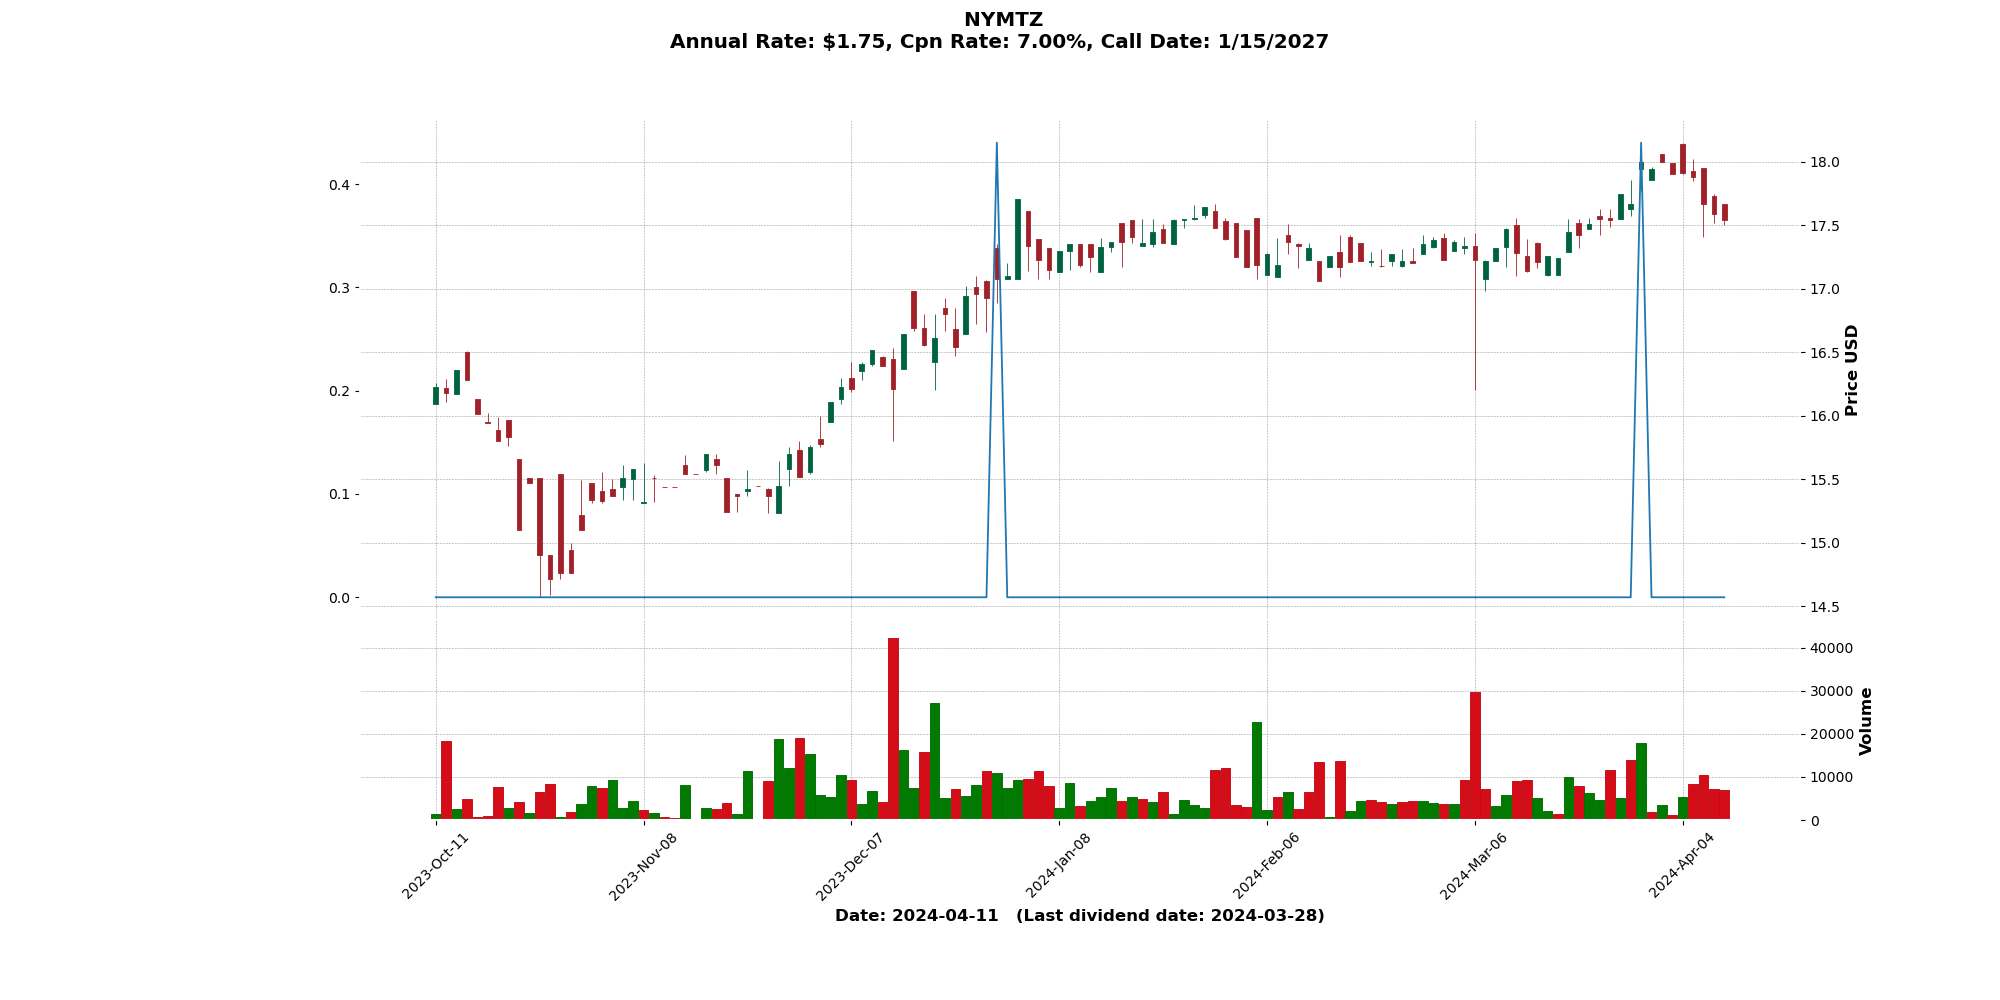 NYMTZ
Annual Rate: $1.75, Cpn Rate: 7.00%, Call Date: 1/15/2027
0.4
0.3
0.2
0.1
0.0
18.0
17.5
17.0
16.5
16.0
15.5
15.0
14.5
Price USD
40000
30000
20000
10000
0
Volume
2023-Oct-11
2023-Nov-08
2023-Dec-07
2024-Jan-08
2024-Feb-06
2024-Mar-06
2024-Apr-04
Date: 2024-04-11   (Last dividend date: 2024-03-28)